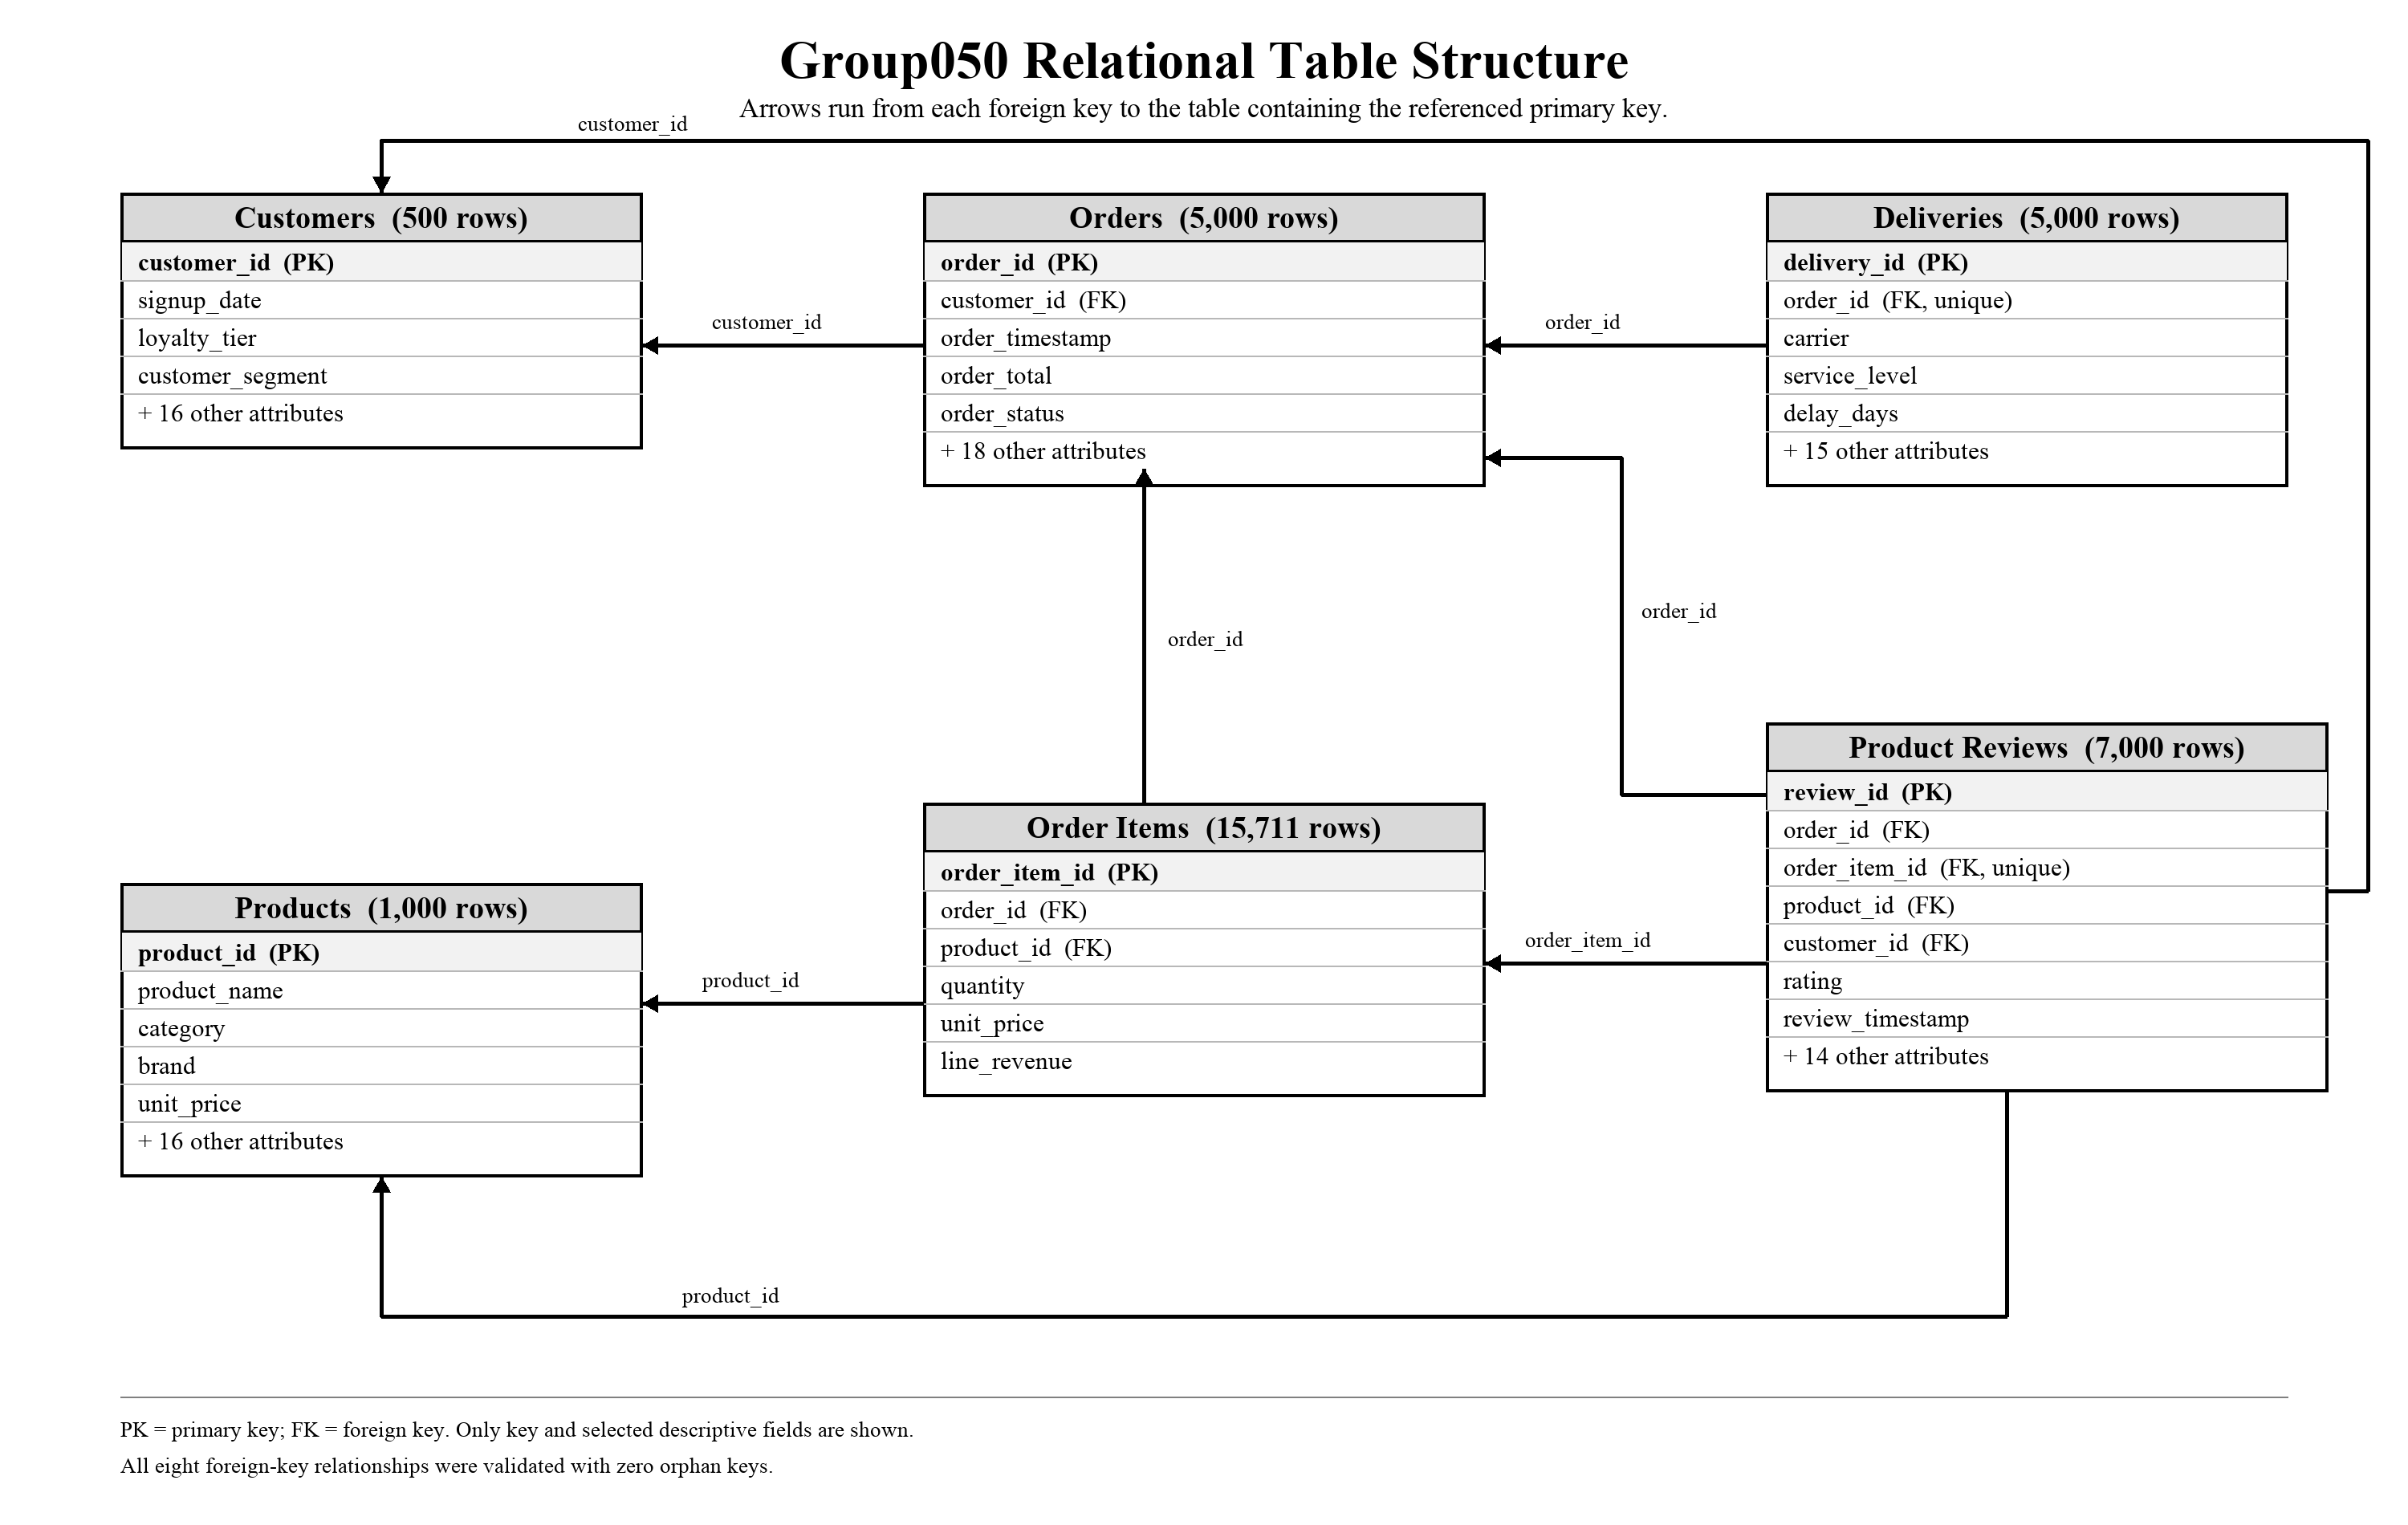 Group050 Relational Table Structure
Arrows run from each foreign key to the table containing the referenced primary key.
customer_id
Customers (500 rows)
customer_id (PK)
signup_date
loyalty_tier
customer_segment
+ 16 other attributes
customer_id
Orders (5,000 rows)
order_id (PK)
customer_id (FK)
order_timestamp
order_total
order_status
+ 18 other attributes
order_id
Deliveries (5,000 rows)
delivery_id (PK)
order_id (FK, unique)
carrier
service_level
delay_days
+ 15 other attributes
order_id
order_id
Products (1,000 rows)
product_id (PK)
product_name
category
brand
unit_price
+ 16 other attributes
product_id
Order Items (15,711 rows)
order_item_id (PK)
order_id (FK)
product_id (FK)
quantity
unit_price
line_revenue
order_item_id
Product Reviews (7,000 rows)
review_id (PK)
order_id (FK)
order_item_id (FK, unique)
product_id (FK)
customer_id (FK)
rating
review_timestamp
+ 14 other attributes
product_id
PK = primary key; FK = foreign key. Only key and selected descriptive fields are shown.
All eight foreign-key relationships were validated with zero orphan keys.